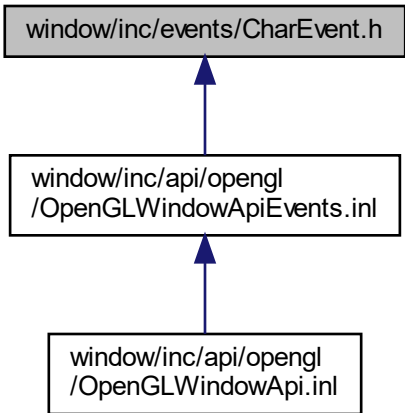 window/inc/events/CharEvent.h
window/inc/api/opengl
/OpenGLWindowApiEvents.inl
window/inc/api/opengl
/OpenGLWindowApi.inl